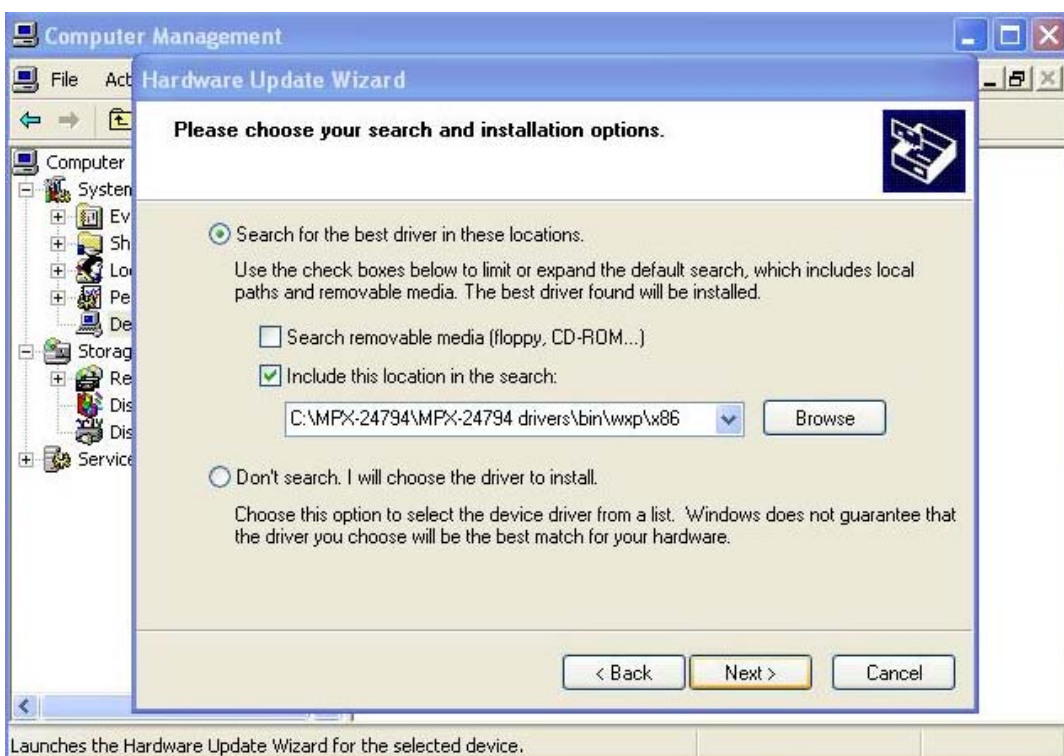 Computer Management
File Act
Hardware Update Wizard
Please choose your search and installation options.
Computer
System
Ev
Sh
Lo
Pe
De
Storag
Re
Dis
Dis
Service
Search for the best driver in these locations.
Use the check boxes below to limit or expand the default search, which includes local
paths and removable media. The best driver found will be installed.
Search removable media (floppy, CD-ROM...)
Include this location in the search:
C:\MPX-24794\MPX-24794 drivers\bin\wxp\x86
Browse
Don't search. I will choose the driver to install.
Choose this option to select the device driver from a list. Windows does not guarantee that
the driver you choose will be the best match for your hardware.
< Back Next > Cancel
Launches the Hardware Update Wizard for the selected device.